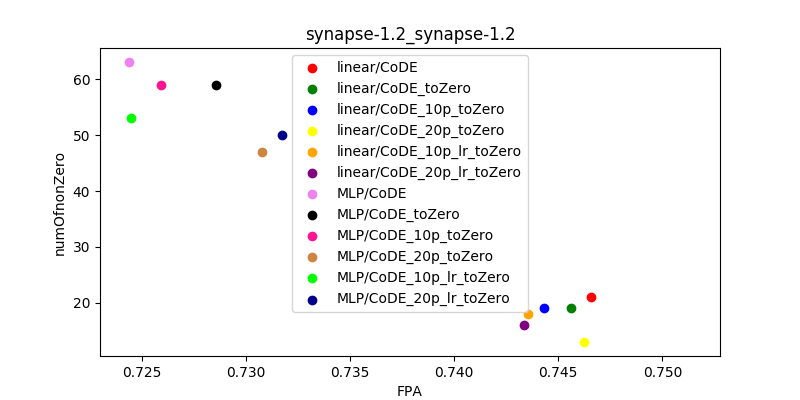 synapse-1.2_synapse-1.2
numOfnonZero
60
50
40
30
20
linear/CoDE
linear/CoDE_toZero
linear/CoDE_10p_toZero
linear/CoDE_20p_toZero
linear/CoDE_10p_lr_toZero
linear/CoDE_20p_lr_toZero
MLP/CoDE
MLP/CoDE_toZero
MLP/CoDE_10p_toZero
MLP/CoDE_20p_toZero
MLP/CoDE_10p_lr_toZero
MLP/CoDE_20p_lr_toZero
0.725 0.730 0.735 0.740 0.745 0.750
FPA